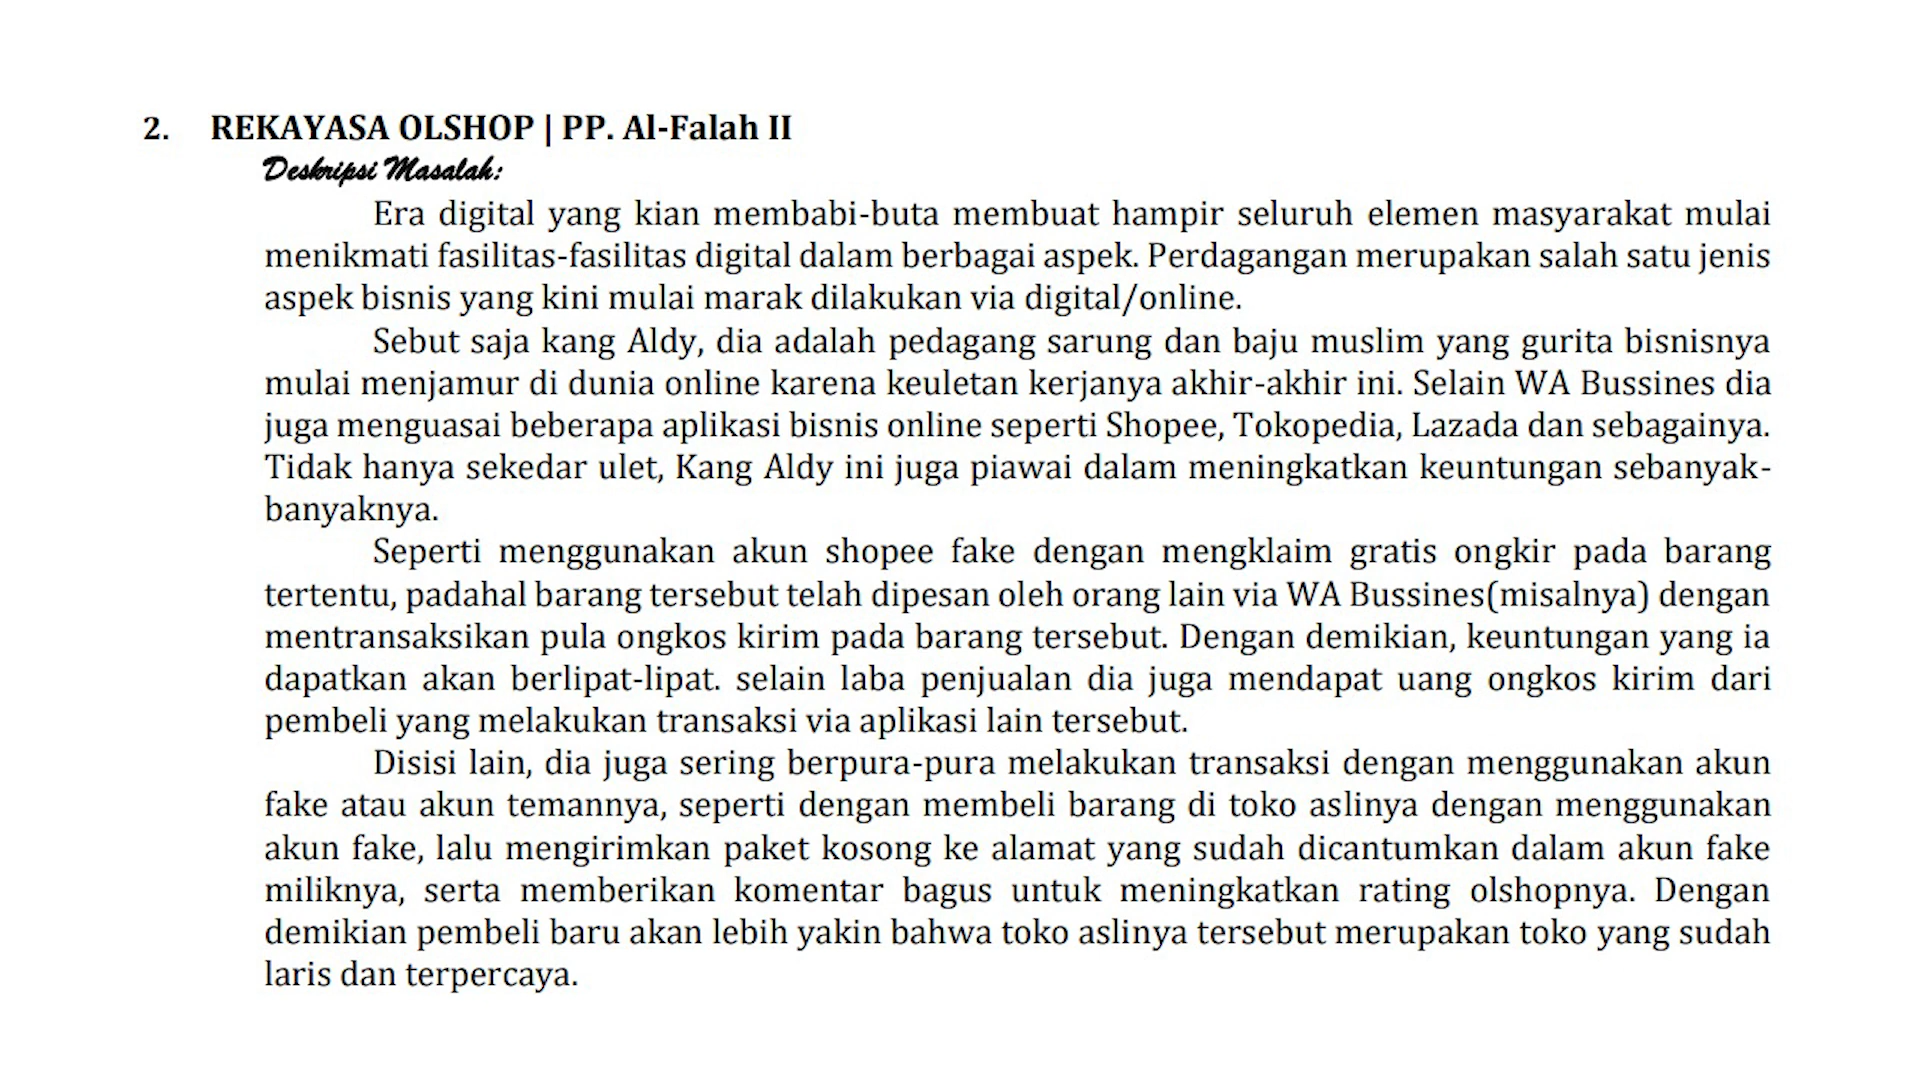 2. REKAYASA OLSHOP | PP. Al-Falah II
Deskripsi Masalah:
Era digital yang kian membabi-buta membuat hampir seluruh elemen masyarakat mulai
menikmati fasilitas-fasilitas digital dalam berbagai aspek. Perdagangan merupakan salah satu jenis
aspek bisnis yang kini mulai marak dilakukan via digital/online.
Sebut saja kang Aldy, dia adalah pedagang sarung dan baju muslim yang gurita bisnisnya
mulai menjamur di dunia online karena keuletan kerjanya akhir-akhir ini. Selain WA Bussines dia
juga menguasai beberapa aplikasi bisnis online seperti Shopee, Tokopedia, Lazada dan sebagainya.
Tidak hanya sekedar ulet, Kang Aldy ini juga piawai dalam meningkatkan keuntungan sebanyak-
banyaknya.
Seperti menggunakan akun shopee fake dengan mengklaim gratis ongkir pada barang
tertentu, padahal barang tersebut telah dipesan oleh orang lain via WA Bussines(misalnya) dengan
mentransaksikan pula ongkos kirim pada barang tersebut. Dengan demikian, keuntungan yang ia
dapatkan akan berlipat-lipat. selain laba penjualan dia juga mendapat uang ongkos kirim dari
pembeli yang melakukan transaksi via aplikasi lain tersebut.
Disisi lain, dia juga sering berpura-pura melakukan transaksi dengan menggunakan akun
fake atau akun temannya, seperti dengan membeli barang di toko aslinya dengan menggunakan
akun fake, lalu mengirimkan paket kosong ke alamat yang sudah dicantumkan dalam akun fake
miliknya, serta memberikan komentar bagus untuk meningkatkan rating olshopnya. Dengan
demikian pembeli baru akan lebih yakin bahwa toko aslinya tersebut merupakan toko yang sudah
laris dan terpercaya.